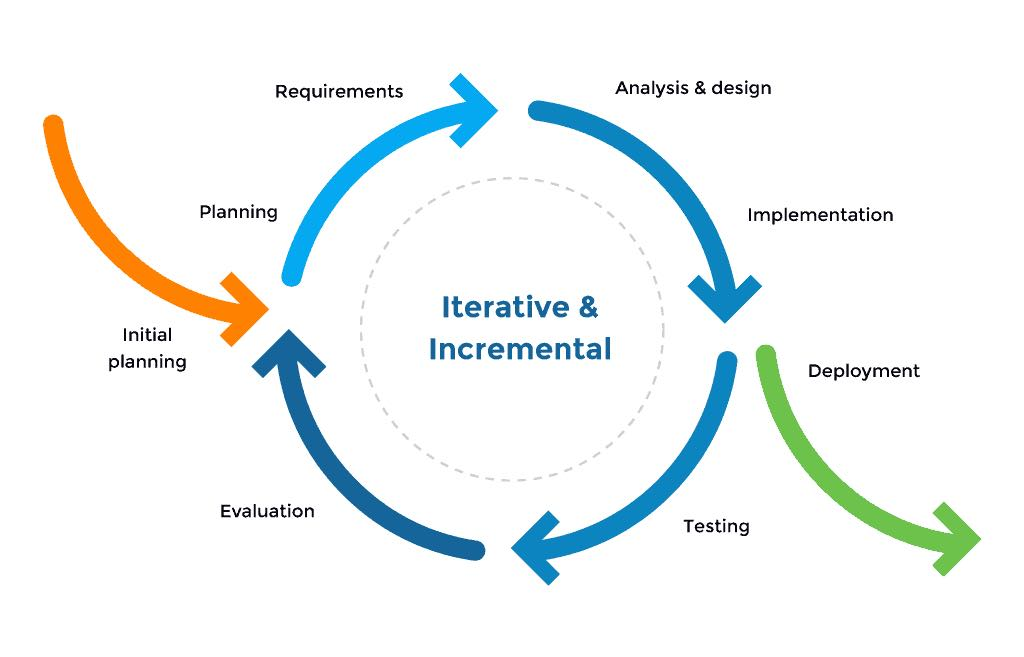 Requirements
Analysis & design
Planning
Implementation
Iterative &
Incremental
Initial
planning
Deployment
Evaluation
Testing